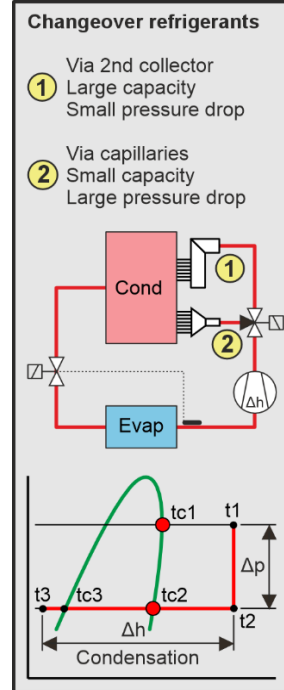 Changeover refrigerants
1 Via 2nd collector
Large capacity
Small pressure drop
2 Via capillaries
Small capacity
Large pressure drop
Cond
1
2
Δh
Evap
tc1 t1
Δp
t3 tc3 tc2 t2
Δh
Condensation